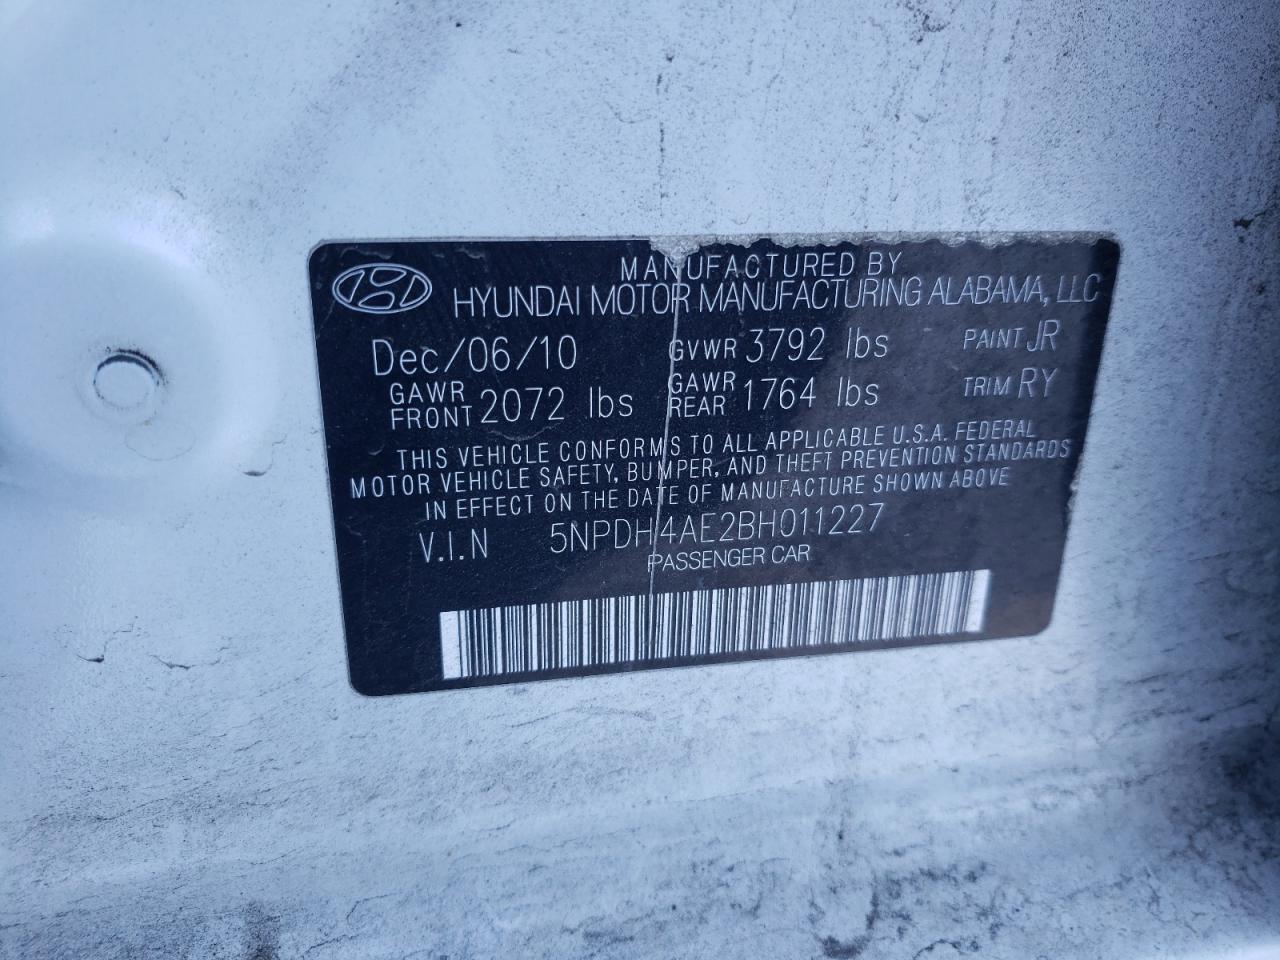 MANUFACTURED BY
HYUNDAI MOTOR MANUFACTURING ALABAMA, LLC
Dec/06/10 GVWR 3792 lbs PAINT JR
GAWR FRONT 2072 lbs GAWR REAR 1764 lbs TRIM RY
THIS VEHICLE CONFORMS TO ALL APPLICABLE U.S.A. FEDERAL
MOTOR VEHICLE SAFETY, BUMPER, AND THEFT PREVENTION STANDARDS
IN EFFECT ON THE DATE OF MANUFACTURE SHOWN ABOVE
V.I.N 5NPDH4AE2BH011227
PASSENGER CAR